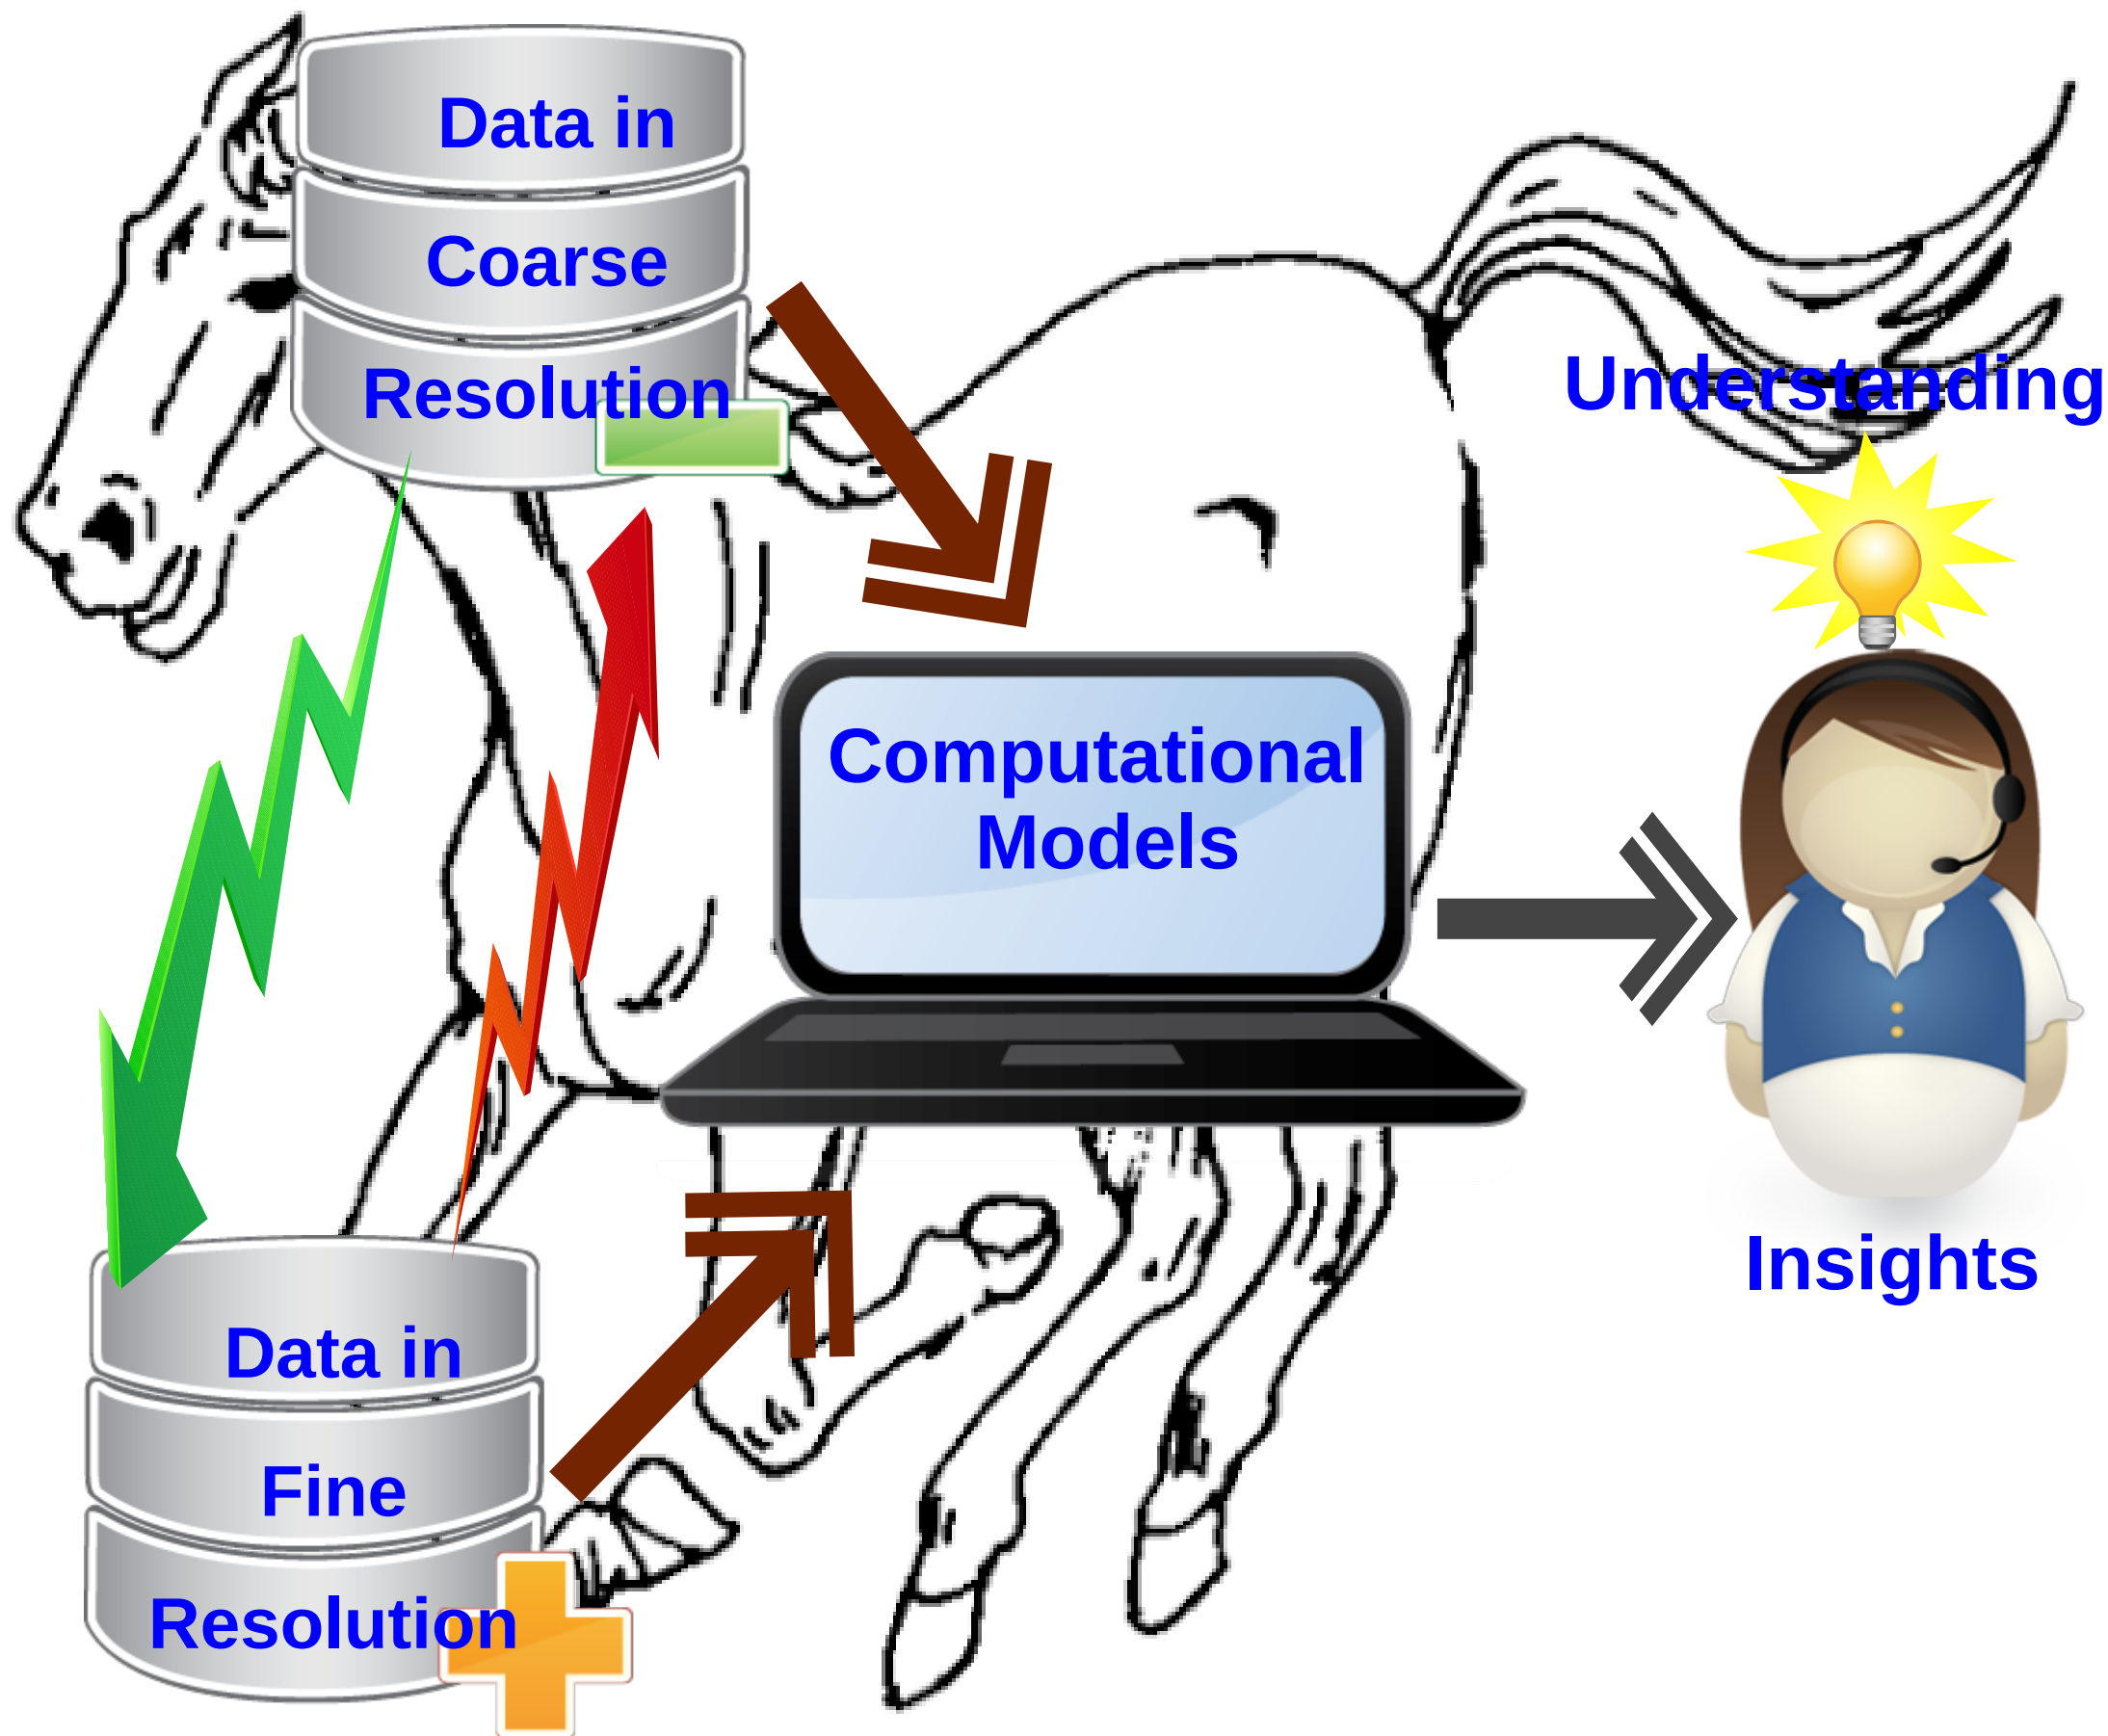 Data in
Coarse
Resolution
Understanding
Computational
Models
Insights
Data in
Fine
Resolution